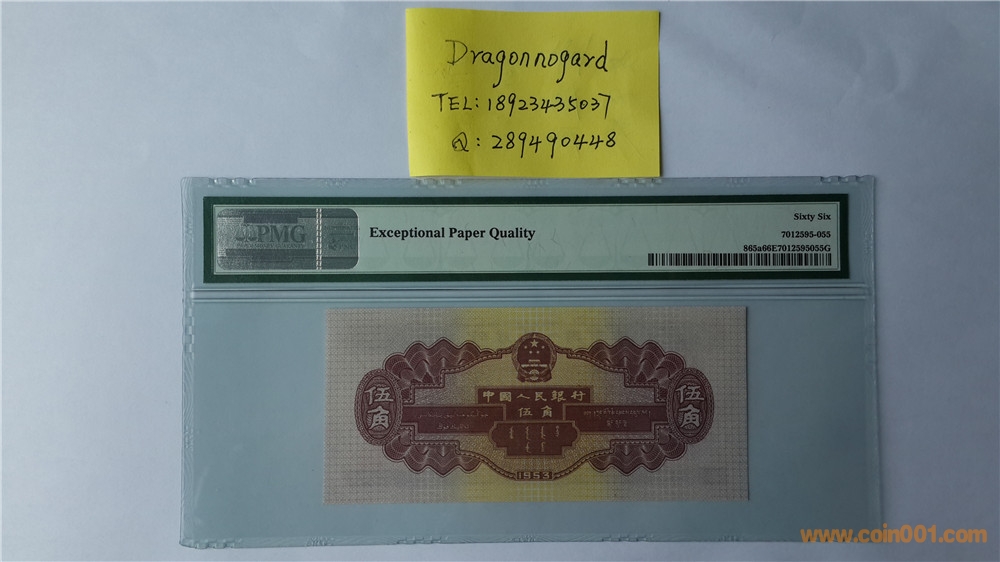 Dragonnogard
TEL: 18923435037
Q: 289490448
PMG
Exceptional Paper Quality
Sixty Six
7012595-055
865a66E7012595055G
中國人民銀行
伍角
伍角
伍角
1953
www.coin001.com